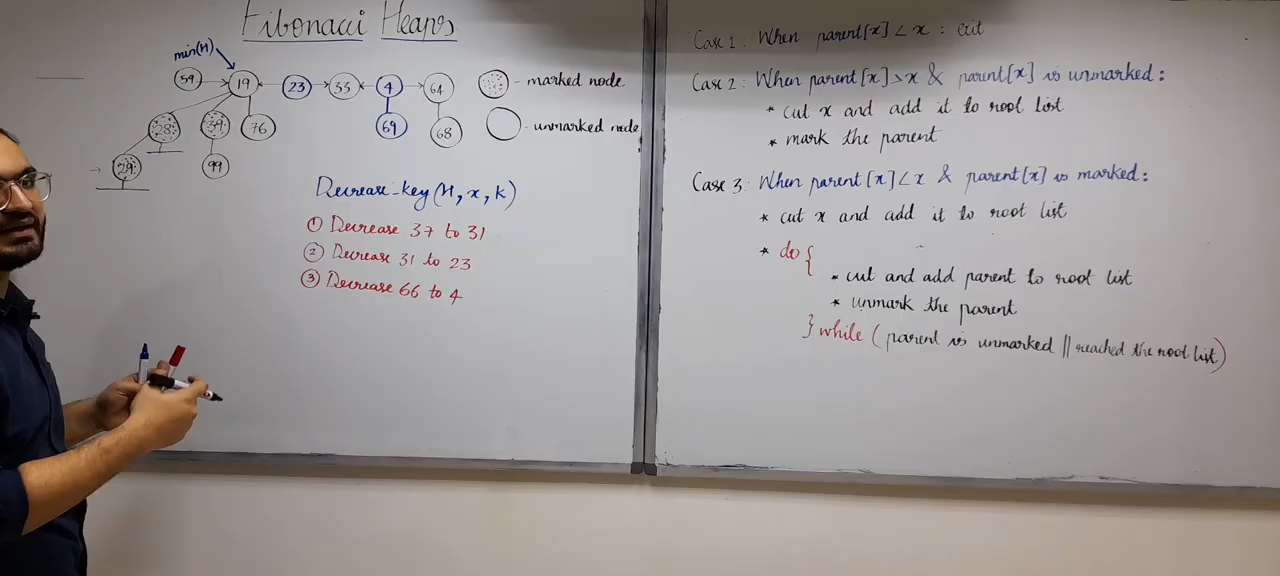 Fibonacci Heaps
min(H)
59 19 23 33 4 64
28 39 76 69 68
29 99
- marked node
- unmarked node
Decrease-key (H, x, k)
① Decrease 37 to 31
② Decrease 31 to 23
③ Decrease 66 to 4
Case 1: When parent[x] < x : exit
Case 2: When parent[x] > x & parent[x] is unmarked:
* cut x and add it to root list
* mark the parent
Case 3: When parent[x] < x & parent[x] is marked:
* cut x and add it to root list
* do {
* cut and add parent to root list
* unmark the parent
} while (parent is unmarked || reached the root list)